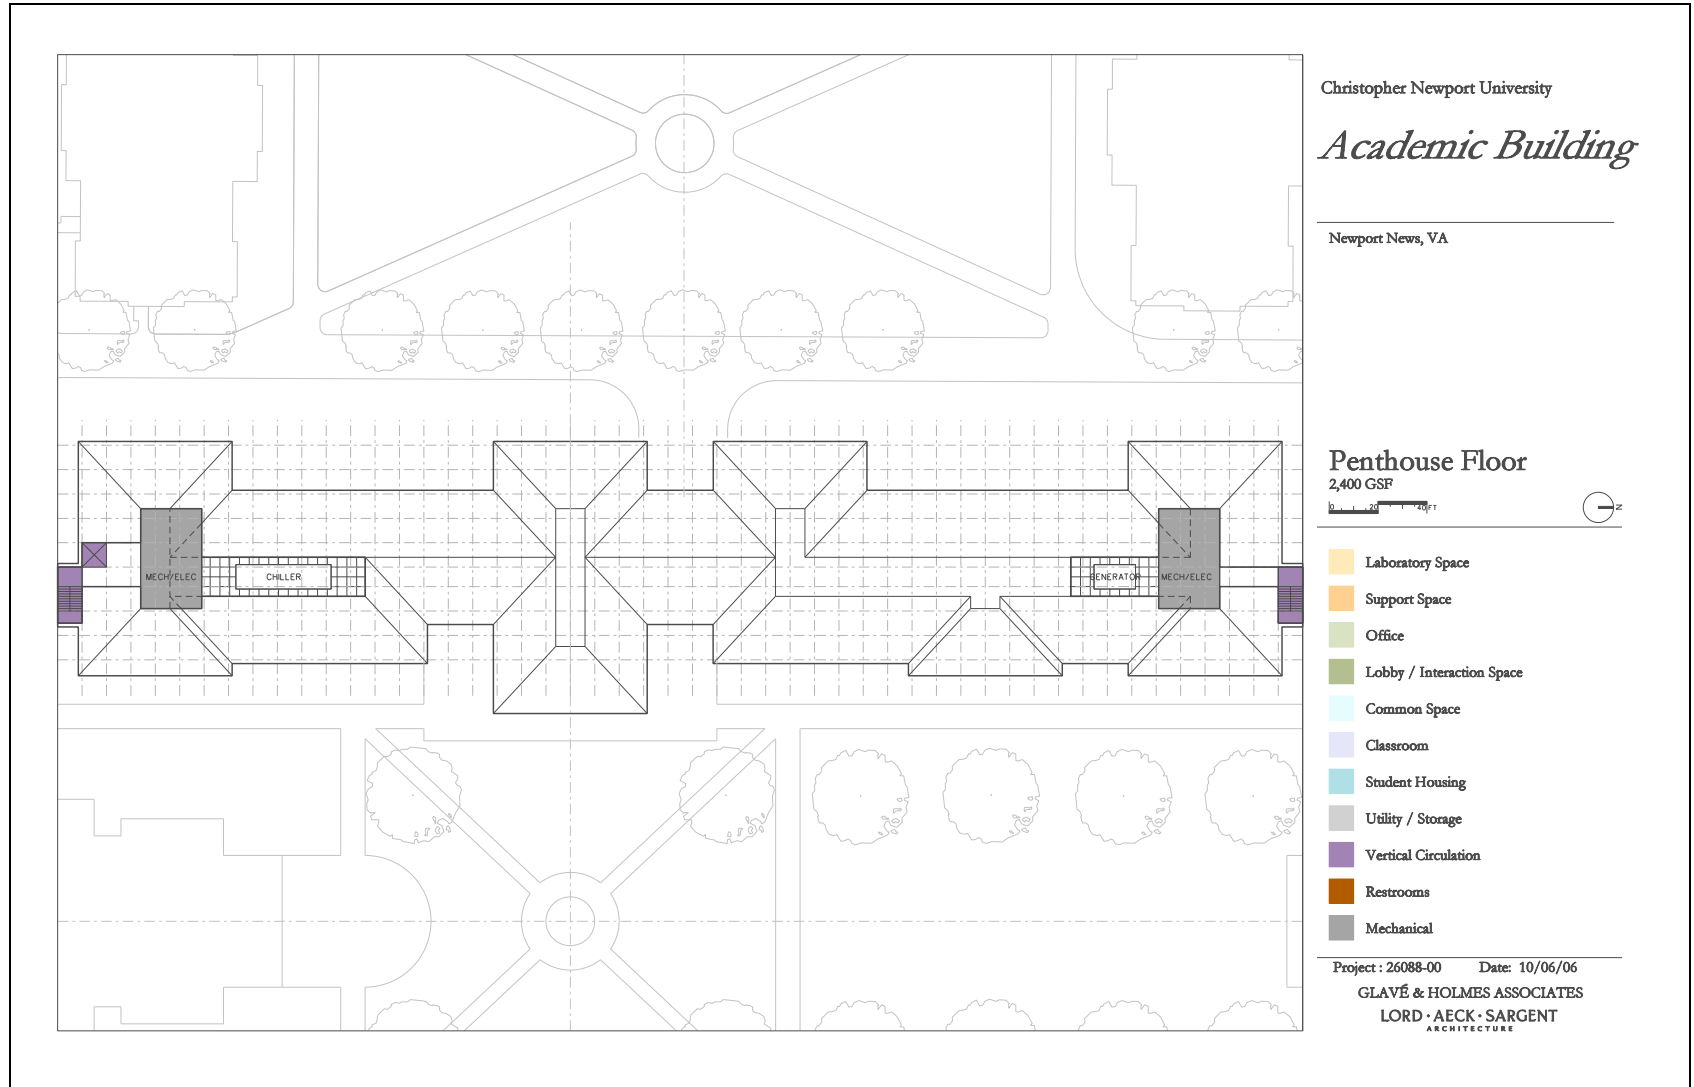 Christopher Newport University
Academic Building
Newport News, VA
Penthouse Floor
2,400 GSF
0 20 40 FT
N
MECH/ELEC
CHILLER
GENERATOR
MECH/ELEC
Laboratory Space
Support Space
Office
Lobby / Interaction Space
Common Space
Classroom
Student Housing
Utility / Storage
Vertical Circulation
Restrooms
Mechanical
Project : 26088-00 Date: 10/06/06
GLAVÉ & HOLMES ASSOCIATES
LORD · AECK · SARGENT
ARCHITECTURE